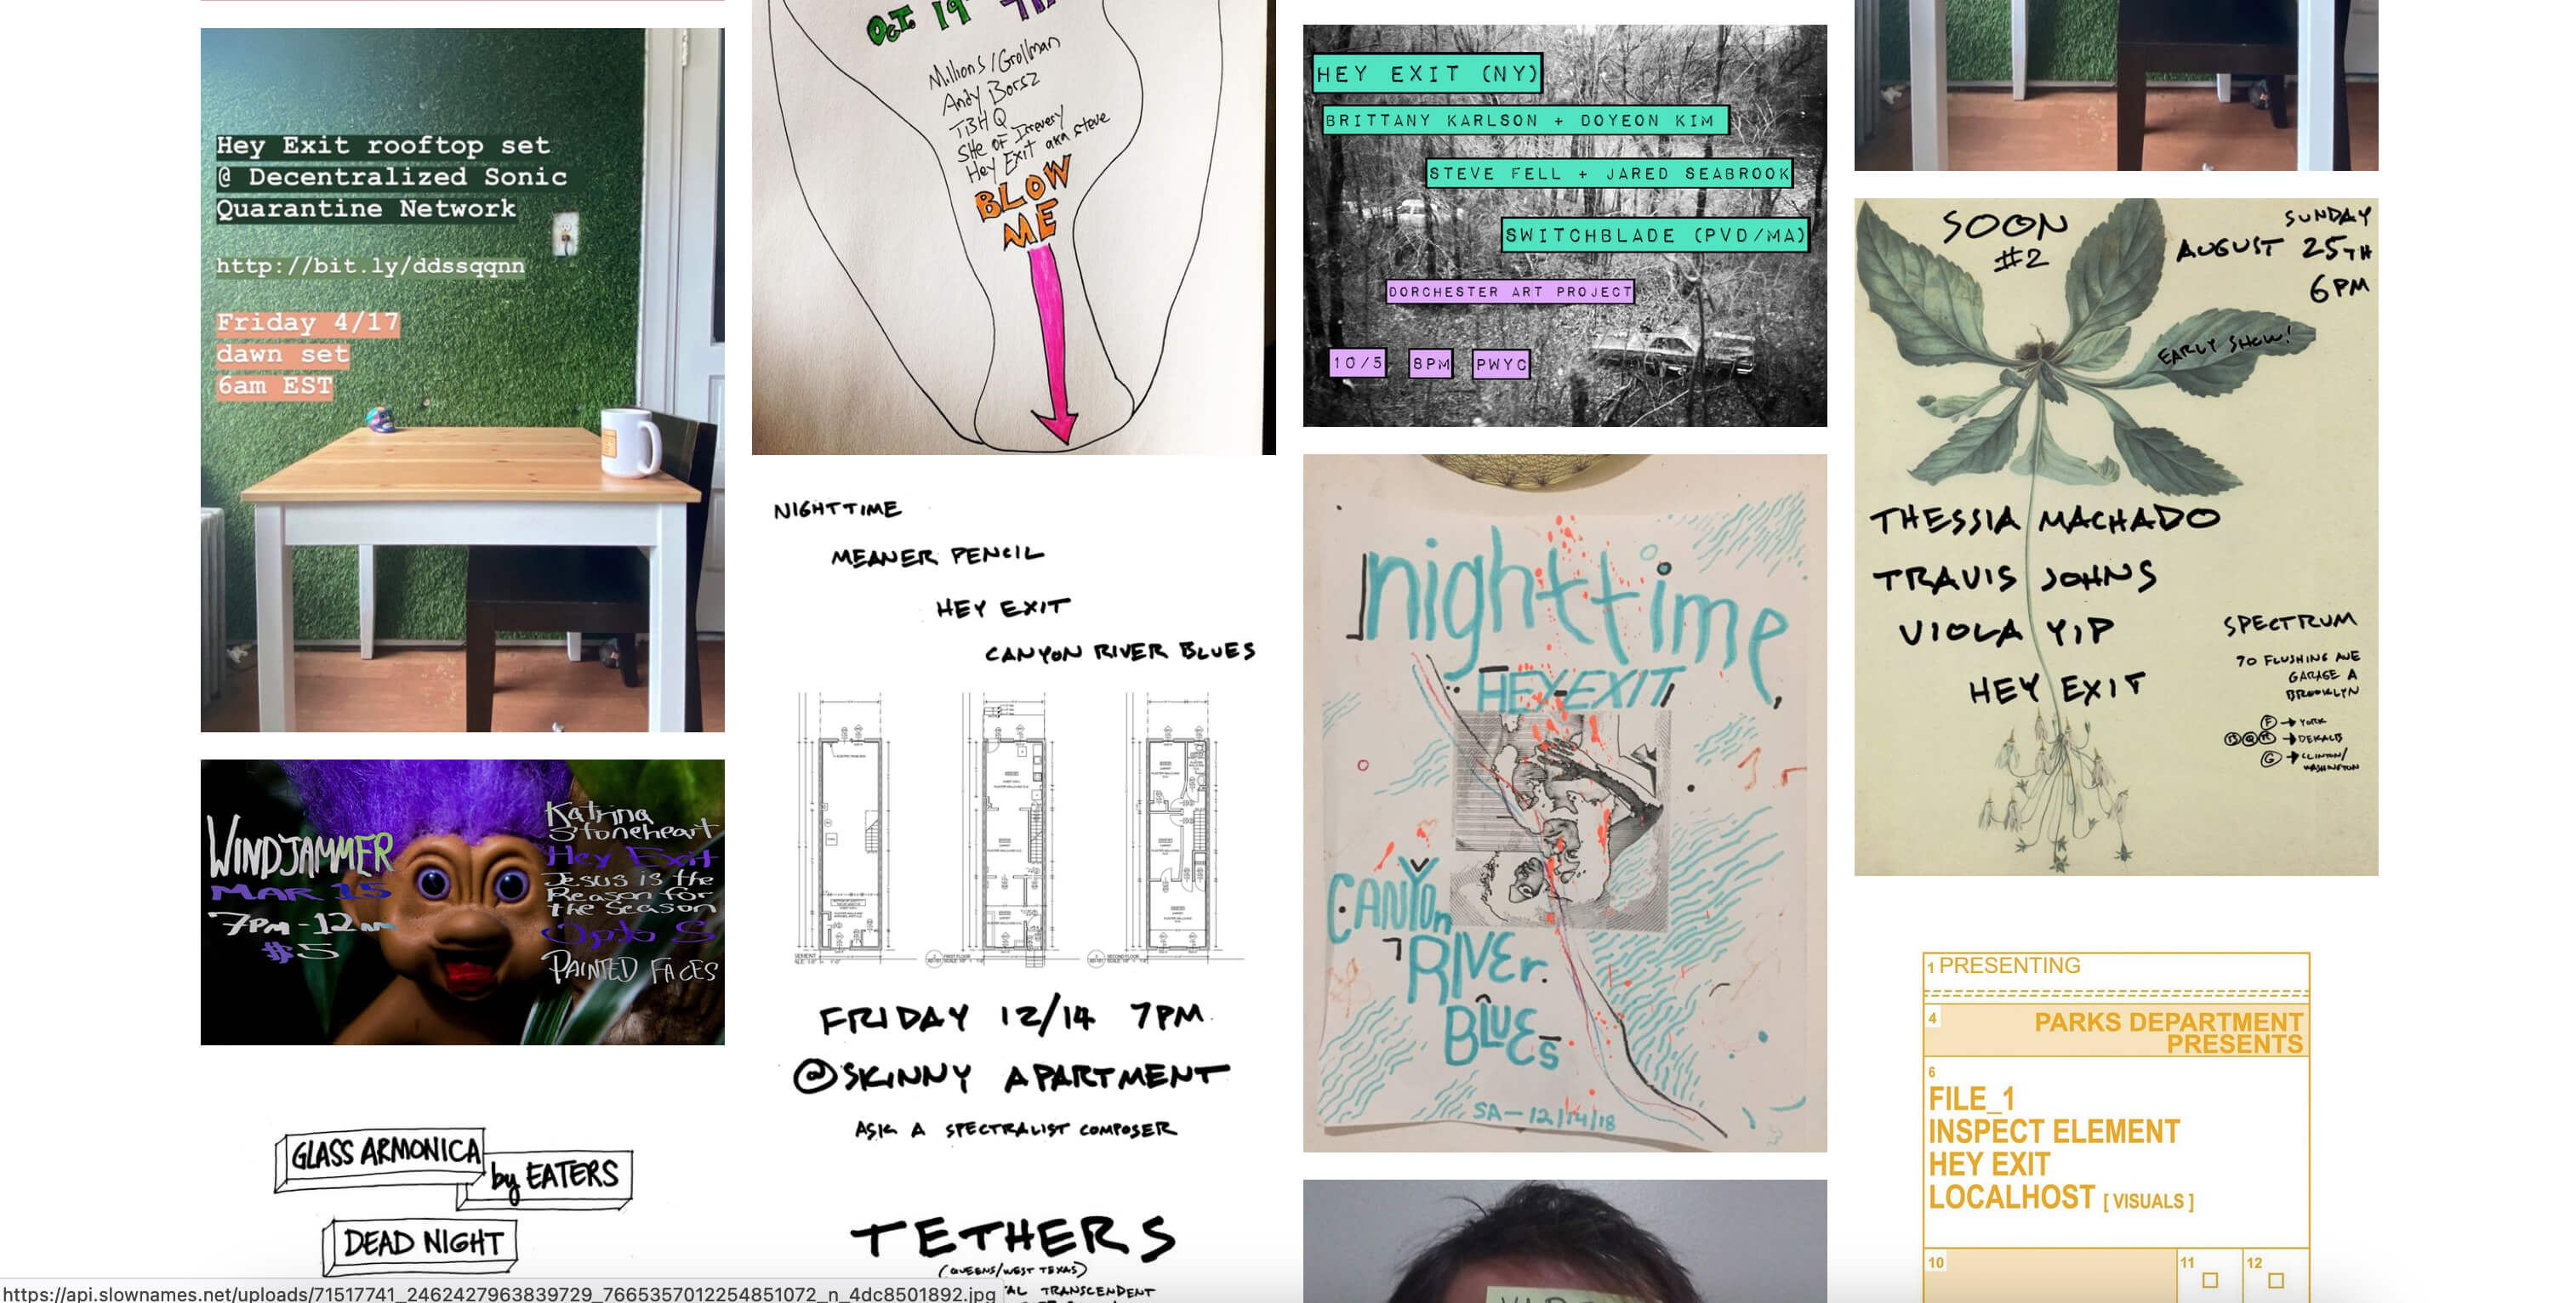 Hey Exit rooftop set
@ Decentralized Sonic
Quarantine Network
http://bit.ly/ddssqqnn
Friday 4/17
dawn set
6am EST
WINDJAMMER
MAR 15
7PM-12AM
$5
Katrina
Stoneheart
Hey Exit
Jesus is the
Reason for
the Season
PAINTED FACES
GLASS ARMONICA
by EATERS
DEAD NIGHT
OCT 19
Millions/Grollman
Andy Borsz
TBHQ
Site OF Irrevery
Hey Exit aka Steve
BLOW
ME
NIGHTTIME
MEANER PENCIL
HEY EXIT
CANYON RIVER BLUES
FIRST FLOOR
SECOND FLOOR
FRIDAY 12/14 7PM
@SKINNY APARTMENT
ASK A SPECTRALIST COMPOSER
TETHERS
(QUEENS/WEST TEXAS)
TRANSCENDENT
HEY EXIT (NY)
BRITTANY KARLSON + DOYEON KIM
STEVE FELL + JARED SEABROOK
SWITCHBLADE (PVD/MA)
DORCHESTER ART PROJECT
10/5 8PM PWYC
nighttime
HEY EXIT
CANYOn
RIVEr
BLUES
SA-12/14/18
SOON
#2
SUNDAY
AUGUST 25TH
6PM
EARLY SHOW!
THESSIA MACHADO
TRAVIS JOHNS
VIOLA YIP
HEY EXIT
SPECTRUM
70 FLUSHING AVE
GARAGE A
BROOKLYN
F → YORK
B Q R → DEKALB
G → CLINTON/
WASHINGTON
1 PRESENTING
4 PARKS DEPARTMENT
PRESENTS
6
FILE_1
INSPECT ELEMENT
HEY EXIT
LOCALHOST [ VISUALS ]
10 11 12
https://api.slownames.net/uploads/71517741_2462427963839729_7665357012254851072_n_4dc8501892.jpg